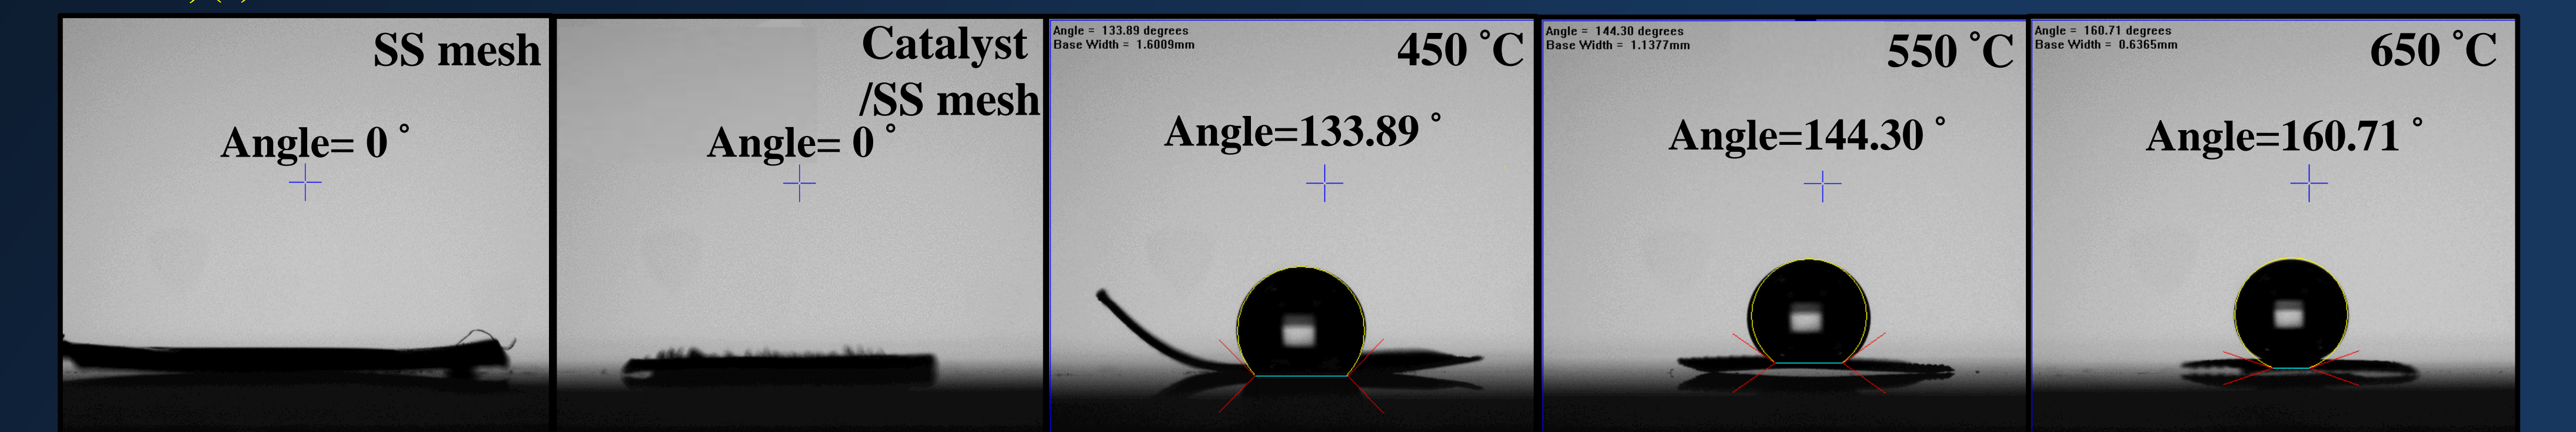 SS mesh
Angle= 0 °
Catalyst
/SS mesh
Angle= 0 °
Angle = 133.89 degrees
Base Width = 1.6009mm
450 °C
Angle=133.89 °
Angle = 144.30 degrees
Base Width = 1.1377mm
550 °C
Angle=144.30 °
Angle = 160.71 degrees
Base Width = 0.6365mm
650 °C
Angle=160.71 °